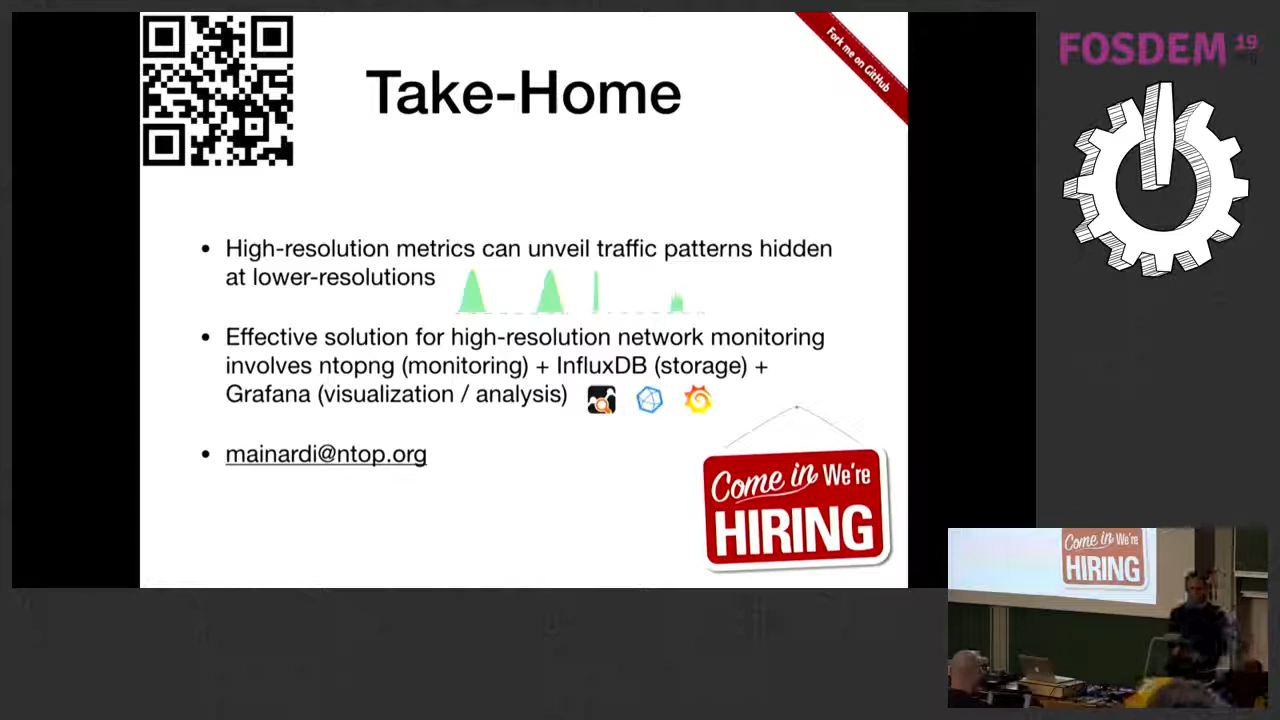 Take-Home
Fork me on GitHub
FOSDEM 19
• High-resolution metrics can unveil traffic patterns hidden
at lower-resolutions
• Effective solution for high-resolution network monitoring
involves ntopng (monitoring) + InfluxDB (storage) +
Grafana (visualization / analysis)
• mainardi@ntop.org
Come in We're
HIRING
Come in We're
HIRING